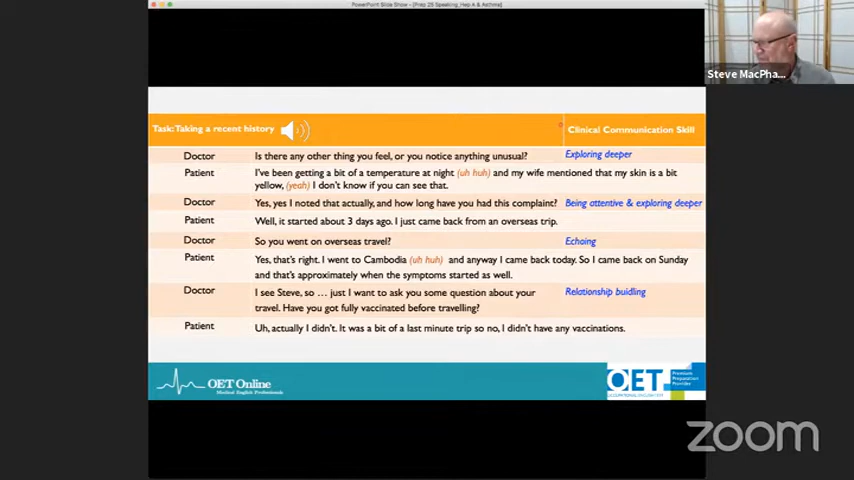 PowerPoint Slide Show - [Prep 25 Speaking_Hep A & Asthma]
Steve MacPha...
Task: Taking a recent history
Clinical Communication Skill
Doctor Is there any other thing you feel, or you notice anything unusual? Exploring deeper
Patient I've been getting a bit of a temperature at night (uh huh) and my wife mentioned that my skin is a bit
yellow, (yeah) I don't know if you can see that.
Doctor Yes, yes I noted that actually, and how long have you had this complaint? Being attentive & exploring deeper
Patient Well, it started about 3 days ago. I just came back from an overseas trip.
Doctor So you went on overseas travel? Echoing
Patient Yes, that's right. I went to Cambodia (uh huh) and anyway I came back today. So I came back on Sunday
and that's approximately when the symptoms started as well.
Doctor I see Steve, so ... just I want to ask you some question about your Relationship buidling
travel. Have you got fully vaccinated before travelling?
Patient Uh, actually I didn't. It was a bit of a last minute trip so no, I didn't have any vaccinations.
OET Online
Medical English Professionals
OET
Premium
Preparation
Provider
zoom